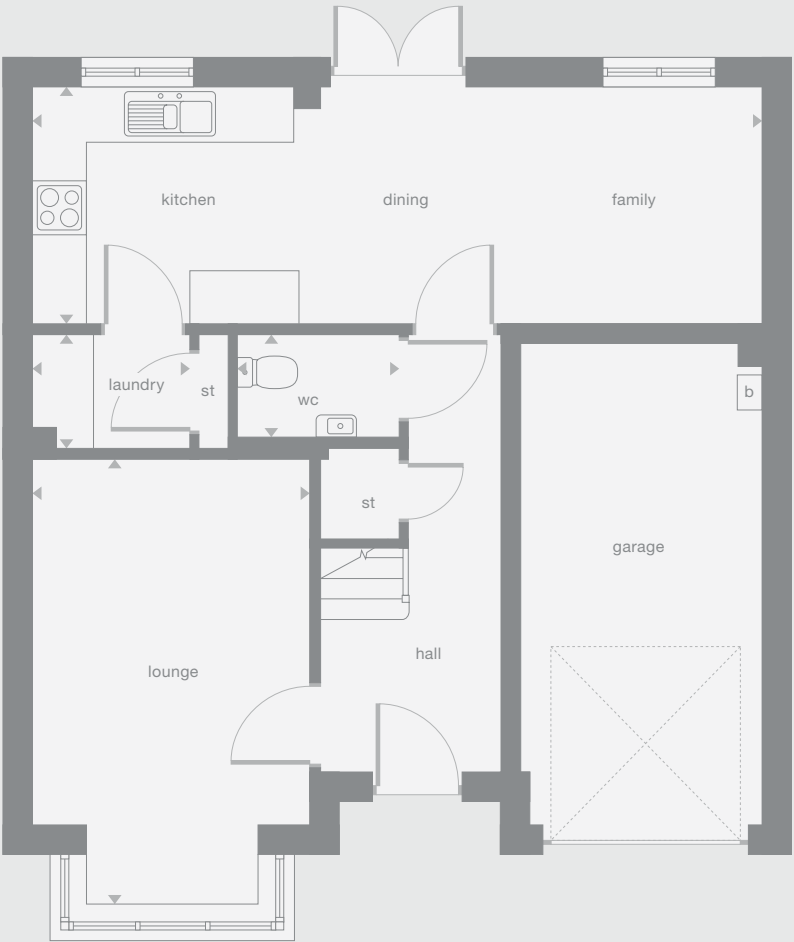 kitchen
dining
family
laundry
st
wc
b
st
garage
hall
lounge